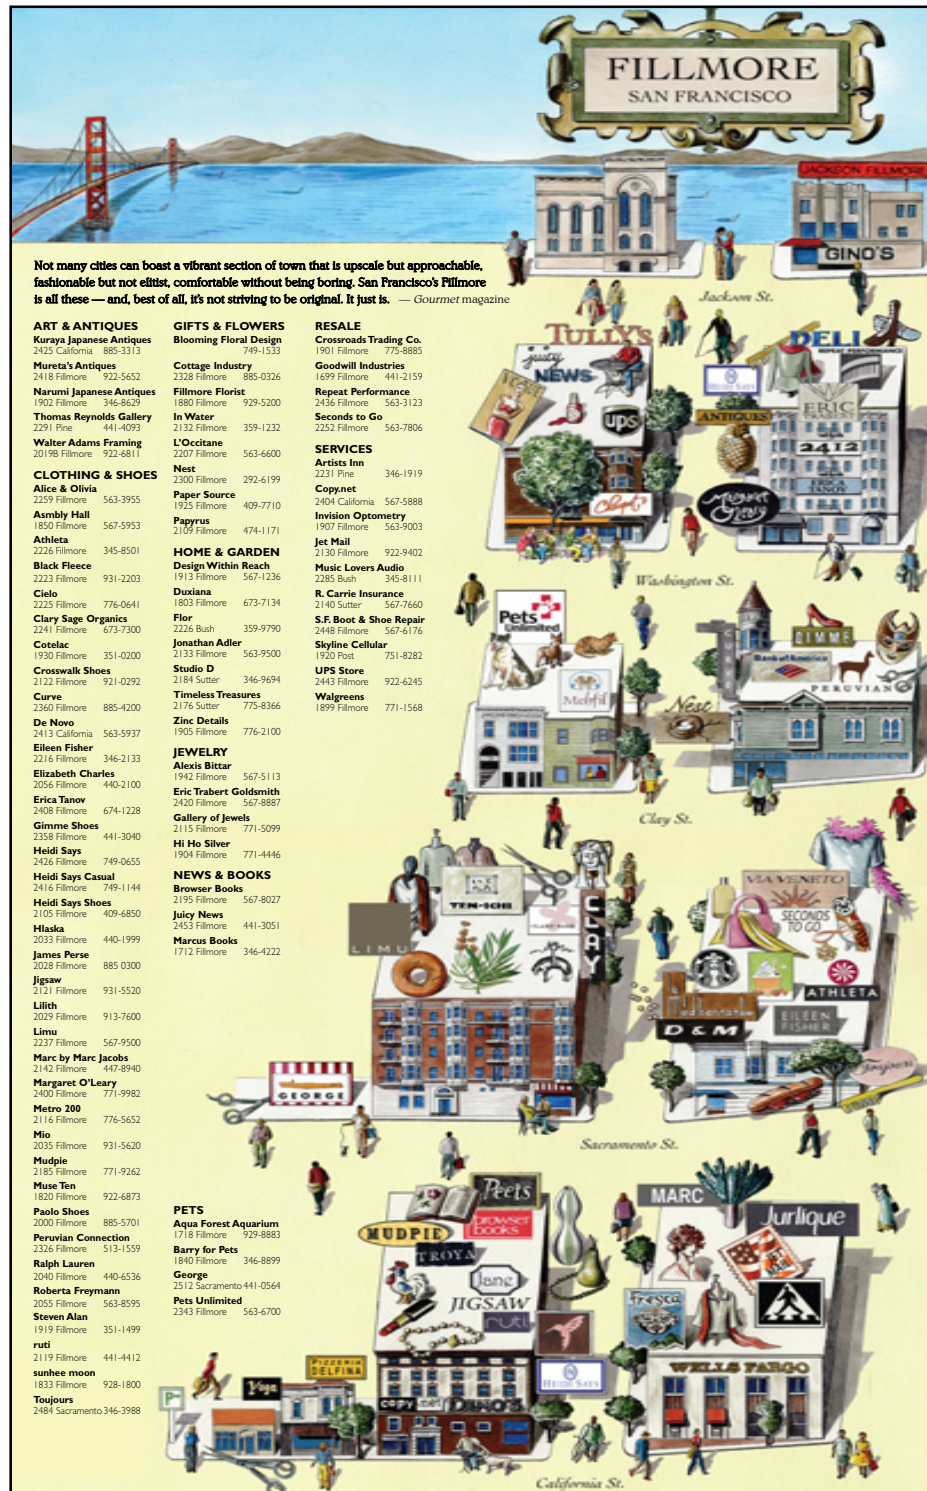 FILLMORE
SAN FRANCISCO
JACKSON FILLMORE
GINO'S
Jackson St.
Not many cities can boast a vibrant section of town that is upscale but approachable,
fashionable but not elitist, comfortable without being boring. San Francisco's Fillmore
is all these — and, best of all, it's not striving to be original. It just is. — Gourmet magazine
ART & ANTIQUES
Kuraya Japanese Antiques
2425 California 885-3313
Mureta's Antiques
2418 Fillmore 922-5652
Narumi Japanese Antiques
1902 Fillmore 346-8629
Thomas Reynolds Gallery
2291 Pine 441-4093
Walter Adams Framing
2019B Fillmore 922-6811
CLOTHING & SHOES
Alice & Olivia
2259 Fillmore 563-3955
Asmbly Hall
1850 Fillmore 567-5953
Athleta
2226 Fillmore 345-8501
Black Fleece
2223 Fillmore 931-2203
Cielo
2225 Fillmore 776-0641
Clary Sage Organics
2241 Fillmore 673-7300
Cotelac
1930 Fillmore 351-0200
Crosswalk Shoes
2122 Fillmore 921-0292
Curve
2360 Fillmore 885-4200
De Novo
2413 California 563-5937
Eileen Fisher
2216 Fillmore 346-2133
Elizabeth Charles
2056 Fillmore 440-2100
Erica Tanov
2408 Fillmore 674-1228
Gimme Shoes
2358 Fillmore 441-3040
Heidi Says
2426 Fillmore 749-0655
Heidi Says Casual
2416 Fillmore 749-1144
Heidi Says Shoes
2105 Fillmore 409-6850
Hlaska
2033 Fillmore 440-1999
James Perse
2028 Fillmore 885 0300
Jigsaw
2121 Fillmore 931-5520
Lilith
2029 Fillmore 913-7600
Limu
2237 Fillmore 567-9500
Marc by Marc Jacobs
2142 Fillmore 447-8940
Margaret O'Leary
2400 Fillmore 771-9982
Metro 200
2116 Fillmore 776-5652
Mio
2035 Fillmore 931-5620
Mudpie
2185 Fillmore 771-9262
Muse Ten
1820 Fillmore 922-6873
Paolo Shoes
2000 Fillmore 885-5701
Peruvian Connection
2326 Fillmore 513-1559
Ralph Lauren
2040 Fillmore 440-6536
Roberta Freymann
2055 Fillmore 563-8595
Steven Alan
1919 Fillmore 351-1499
ruti
2119 Fillmore 441-4412
sunhee moon
1833 Fillmore 928-1800
Toujours
2484 Sacramento 346-3988
GIFTS & FLOWERS
Blooming Floral Design
749-1533
Cottage Industry
2328 Fillmore 885-0326
Fillmore Florist
1880 Fillmore 929-5200
In Water
2132 Fillmore 359-1232
L'Occitane
2207 Fillmore 563-6600
Nest
2300 Fillmore 292-6199
Paper Source
1925 Fillmore 409-7710
Papyrus
2109 Fillmore 474-1171
HOME & GARDEN
Design Within Reach
1913 Fillmore 567-1236
Duxiana
1803 Fillmore 673-7134
Flor
2226 Bush 359-9790
Jonathan Adler
2133 Fillmore 563-9500
Studio D
2184 Sutter 346-9694
Timeless Treasures
2176 Sutter 775-8366
Zinc Details
1905 Fillmore 776-2100
JEWELRY
Alexis Bittar
1942 Fillmore 567-5113
Eric Trabert Goldsmith
2420 Fillmore 567-8887
Gallery of Jewels
2115 Fillmore 771-5099
Hi Ho Silver
1904 Fillmore 771-4446
NEWS & BOOKS
Browser Books
2195 Fillmore 567-8027
Juicy News
2453 Fillmore 441-3051
Marcus Books
1712 Fillmore 346-4222
PETS
Aqua Forest Aquarium
1718 Fillmore 929-8883
Barry for Pets
1840 Fillmore 346-8899
George
2512 Sacramento 441-0564
Pets Unlimited
2343 Fillmore 563-6700
RESALE
Crossroads Trading Co.
1901 Fillmore 775-8885
Goodwill Industries
1699 Fillmore 441-2159
Repeat Performance
2436 Fillmore 563-3123
Seconds to Go
2252 Fillmore 563-7806
SERVICES
Artists Inn
2231 Pine 346-1919
Copy.net
2404 California 567-5888
Invision Optometry
1907 Fillmore 563-9003
Jet Mail
2130 Fillmore 922-9402
Music Lovers Audio
2285 Bush 345-8111
R. Carrie Insurance
2140 Sutter 567-7660
S.F. Boot & Shoe Repair
2448 Fillmore 567-6176
Skyline Cellular
1920 Post 751-8282
UPS Store
2443 Fillmore 922-6245
Walgreens
1899 Fillmore 771-1568
TULLY'S
juicy
NEWS
ups
DELI
REPEAT PERFORMANCE
HEIDI SAYS
ANTIQUES
ERIC
2412
ERICA
TANOV
Margaret
O'Leary
Washington St.
Pets
Unlimited
Mehfil
GIMME
Bank of America
PERUVIAN
Nest
Clay St.
TEN-ICHI
CLAY
LIMU
GEORGE
VIA VENETO
SECONDS
TO GO
ATHLETA
D & M
EILEEN
FISHER
Toujours
Sacramento St.
Peet's
MUDPIE
browser
books
TROYA
Jane
JIGSAW
ruti
HEIDI SAYS
PIZZERIA
DELFINA
Yoga
P
copy.net
Dino's
MARC
Jurlique
JET
MAIL
Fresca
WELLS FARGO
California St.